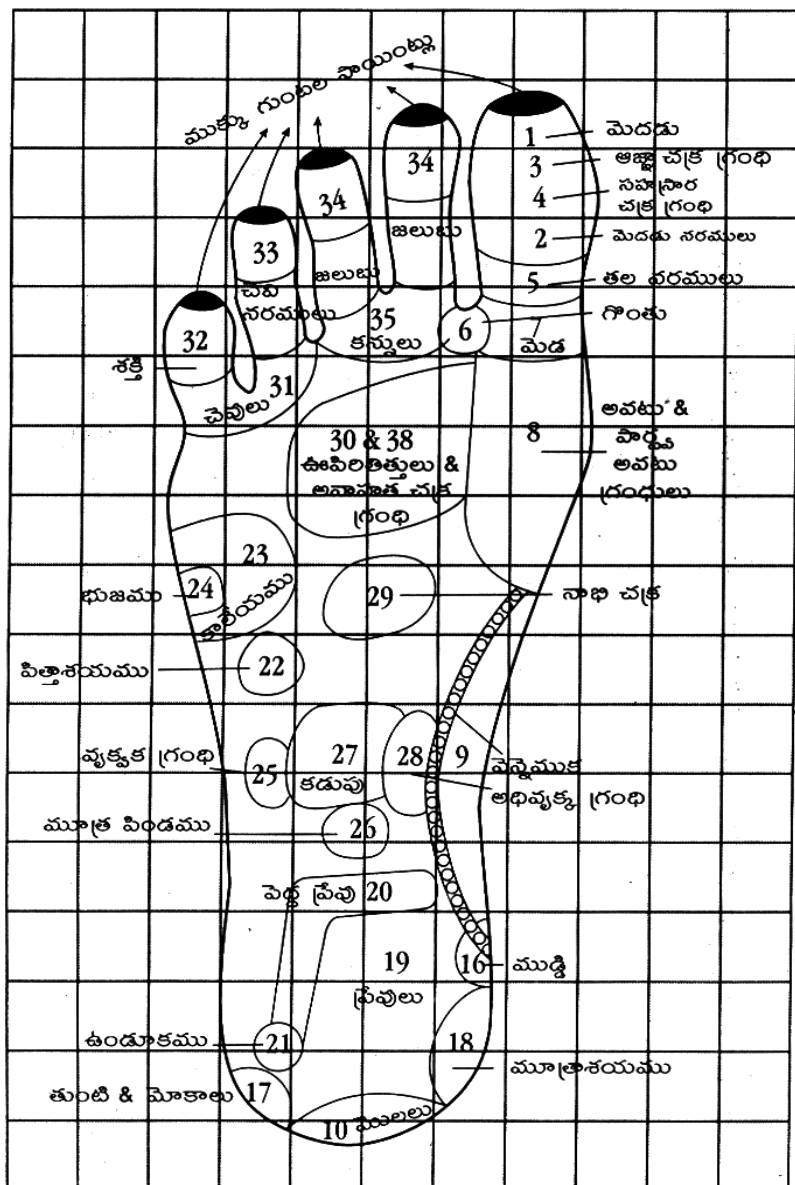 ముక్కు గుంటల పాయింట్లు
1 మెదడు
3 ఆజ్ఞా చక్ర గ్రంధి
4 సహస్రార
చక్ర గ్రంధి
2 మెదడు నరములు
5 తల నరములు
6 గొంతు
7 మెడ
34
జలుబు
34
జలుబు
33
నరములు
32
శక్తి
35
కన్నులు
31
చెవులు
30 & 38
ఊపిరితిత్తులు &
అనాహత చక్ర
గ్రంధి
8
అవటు &
పార్శ్వ
అవటు
గ్రంధులు
23
కాలేయము
24
భుజము
29
నాభి చక్ర
22
పిత్తాశయము
27
కడుపు
28
అధివృక్క గ్రంధి
9
వెన్నెముక
25
వృక్వక గ్రంధి
26
మూత్ర పిండము
పెద్ద ప్రేవు 20
19
ప్రేవులు
16
ముడ్డి
21
ఉండూకము
18
మూత్రాశయము
17
తుంటి & మోకాలు
10 మొలలు